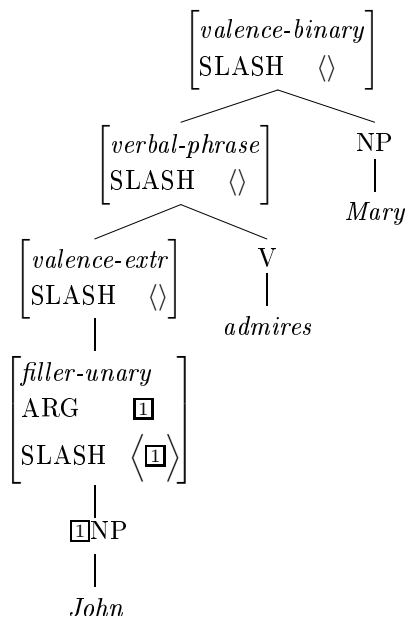 valence-binary
SLASH ⟨⟩
verbal-phrase
SLASH ⟨⟩
NP
Mary
valence-extr
SLASH ⟨⟩
V
admires
filler-unary
ARG 1
SLASH ⟨1⟩
1NP
John